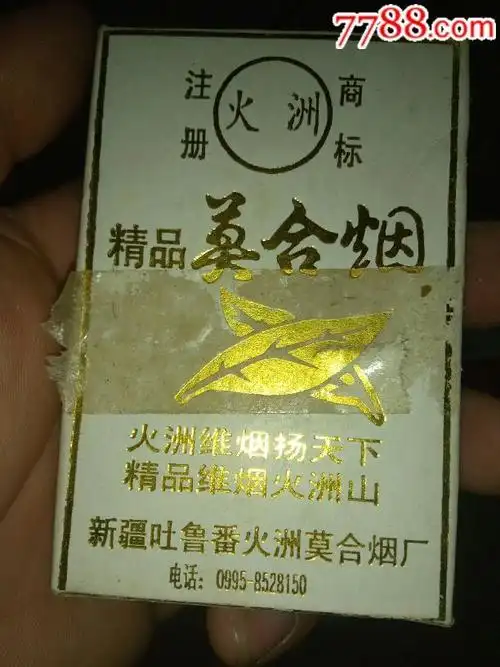 7788.com
注册
火洲
商标
精品 莫合烟
火洲维烟扬天下
精品维烟火洲山
新疆吐鲁番火洲莫合烟厂
电话：0995-8528150